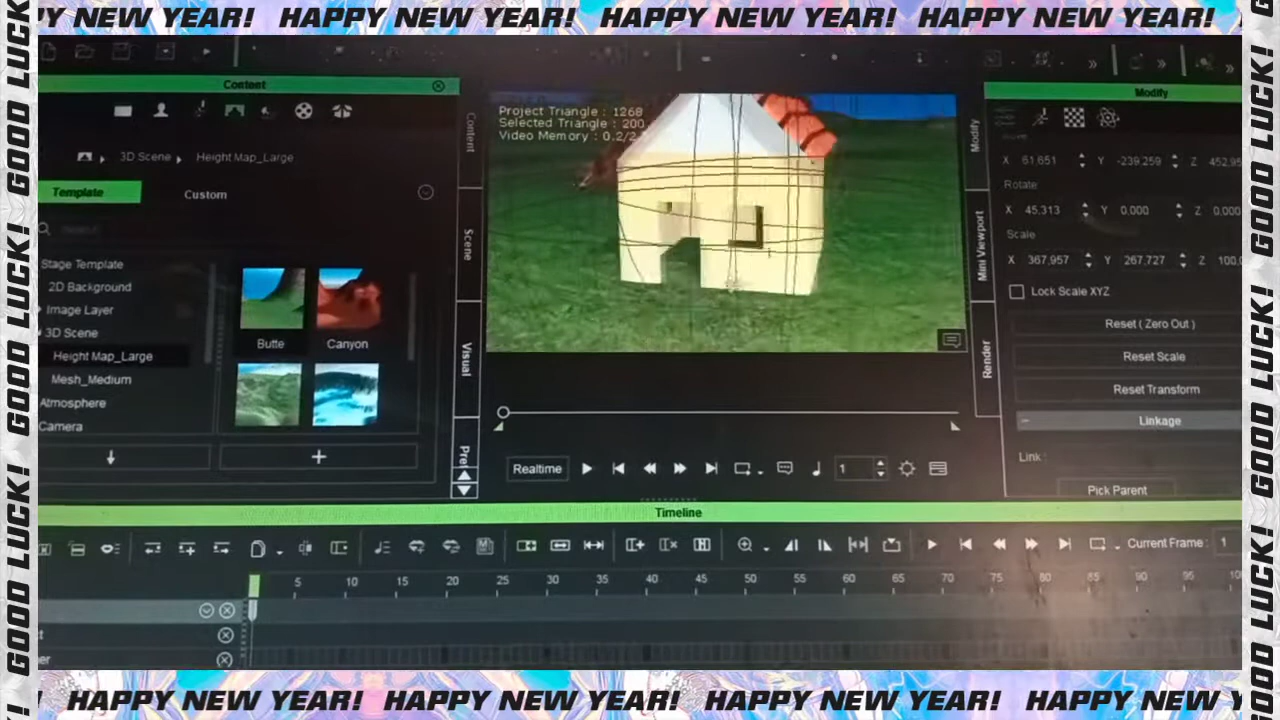 Y NEW YEAR! HAPPY NEW YEAR! HAPPY NEW YEAR! HAPPY NEW YEAR!
GOOD LUCK! GOOD LUCK! GOOD LUCK!
Content
3D Scene Height Map_Large
Template Custom
Stage Template
2D Background
Image Layer
3D Scene
Height Map_Large
Mesh_Medium
Atmosphere
Camera
Butte Canyon
Content
Scene
Visual
Project Triangle : 1268
Selected Triangle : 200
Video Memory : 0.2/2
Realtime 1
Modify
Mini Viewport
Render
Modify
X 61.651 Y -239.259 Z 452.95
Rotate
X 45.313 Y 0.000 Z 0.000
Scale
X 367.957 Y 267.727 Z 100.
Lock Scale XYZ
Reset ( Zero Out )
Reset Scale
Reset Transform
Linkage
Link :
Pick Parent
Timeline
Current Frame : 1
5 10 15 20 25 30 35 40 45 50 55 60 65 70 75 80 85 90 95 100
GOOD LUCK! GOOD LUCK! GOOD LUCK!
HAPPY NEW YEAR! HAPPY NEW YEAR! HAPPY NEW YEAR! HAPPY NEW Y